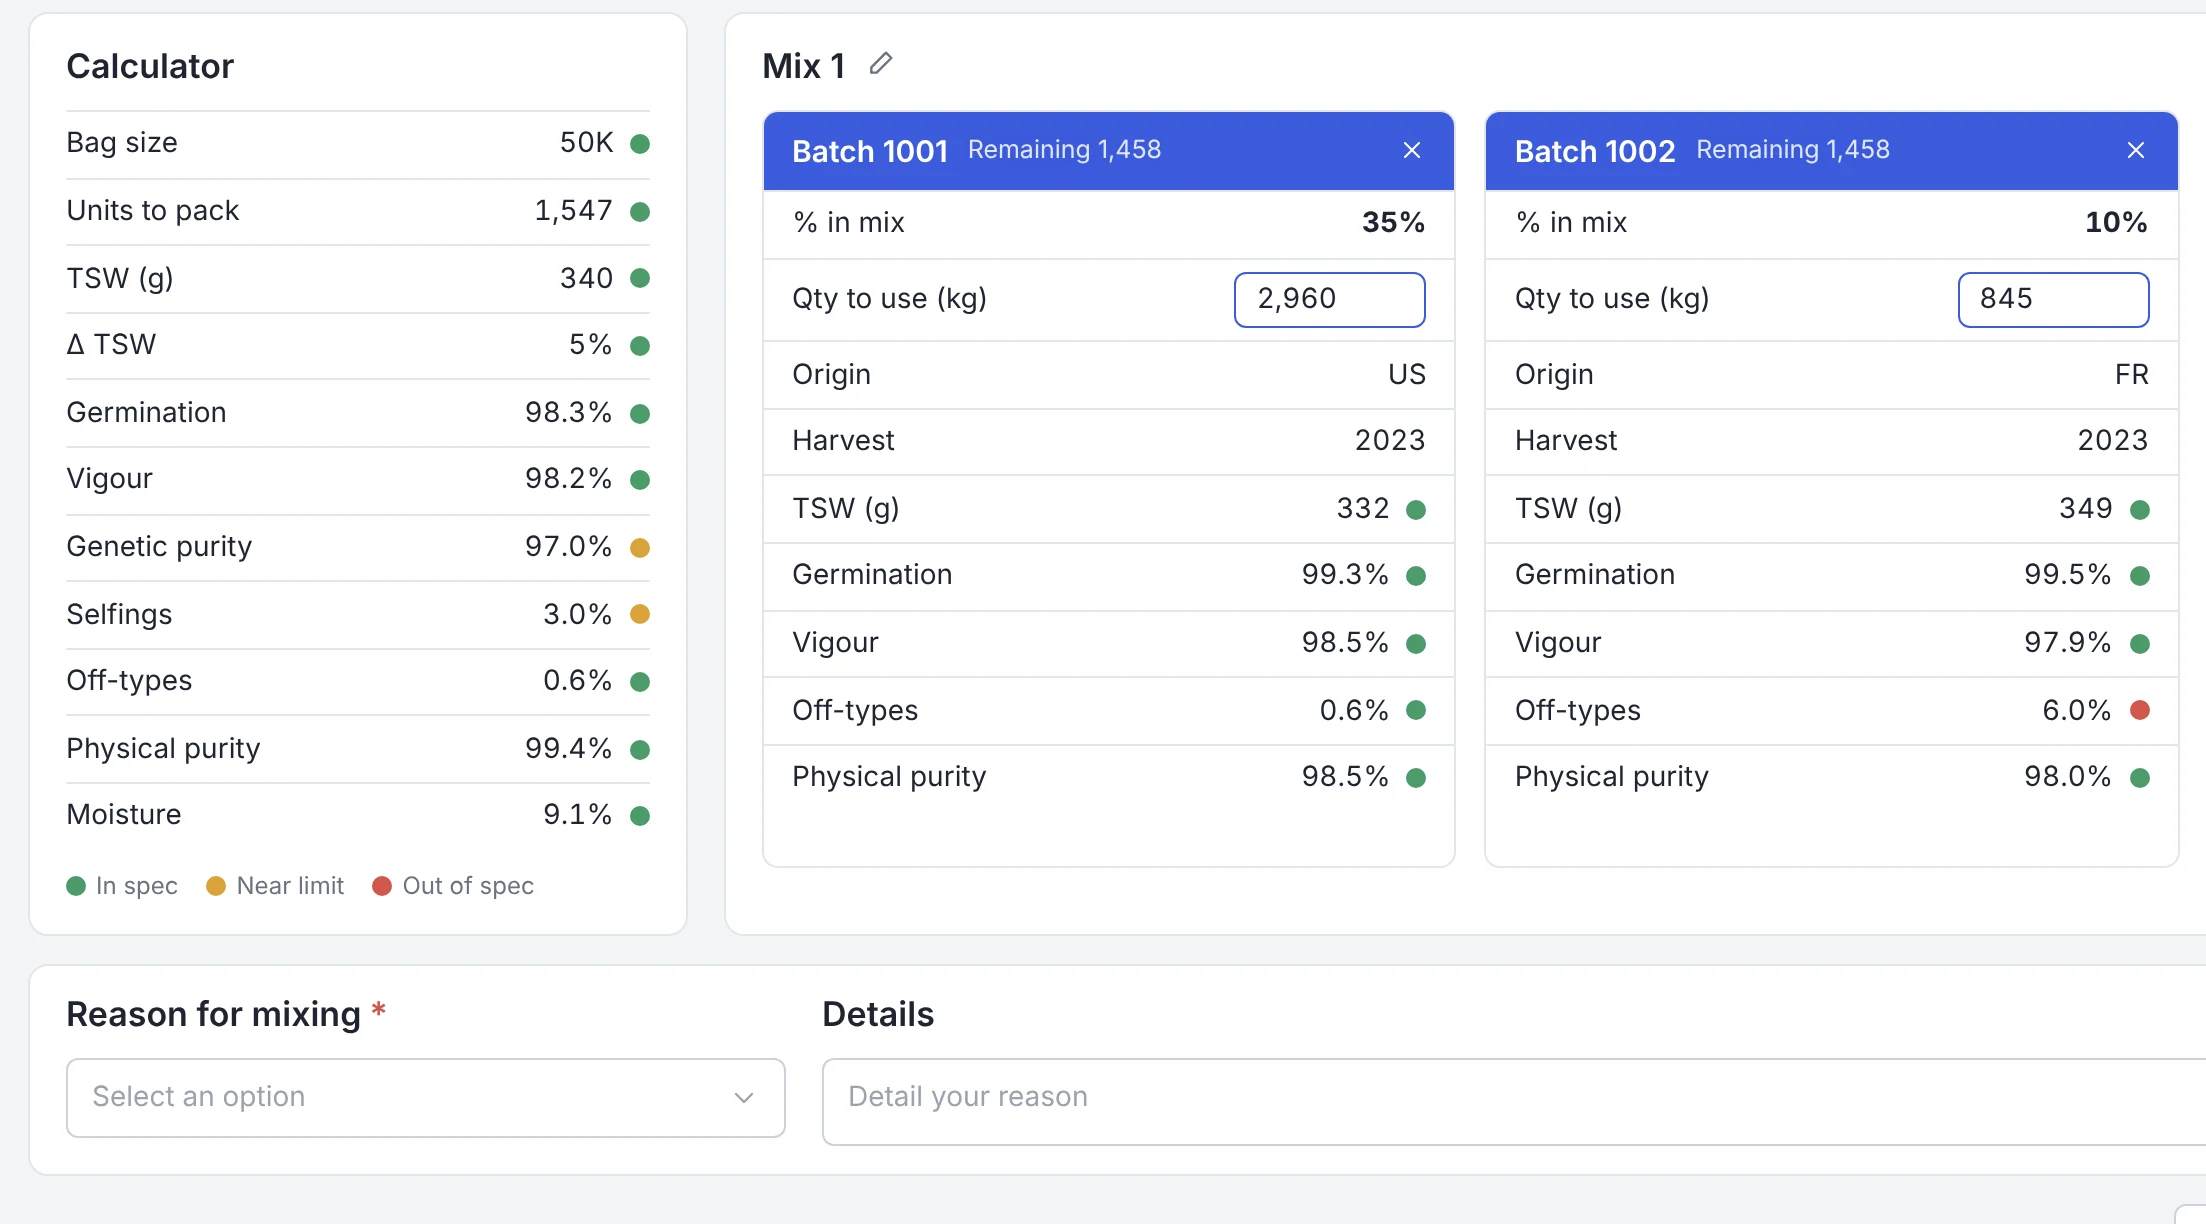 Calculator
Bag size 50K
Units to pack 1,547
TSW (g) 340
Δ TSW 5%
Germination 98.3%
Vigour 98.2%
Genetic purity 97.0%
Selfings 3.0%
Off-types 0.6%
Physical purity 99.4%
Moisture 9.1%
In spec Near limit Out of spec
Mix 1
Batch 1001 Remaining 1,458
% in mix 35%
Qty to use (kg) 2,960
Origin US
Harvest 2023
TSW (g) 332
Germination 99.3%
Vigour 98.5%
Off-types 0.6%
Physical purity 98.5%
Batch 1002 Remaining 1,458
% in mix 10%
Qty to use (kg) 845
Origin FR
Harvest 2023
TSW (g) 349
Germination 99.5%
Vigour 97.9%
Off-types 6.0%
Physical purity 98.0%
Reason for mixing *
Select an option
Details
Detail your reason